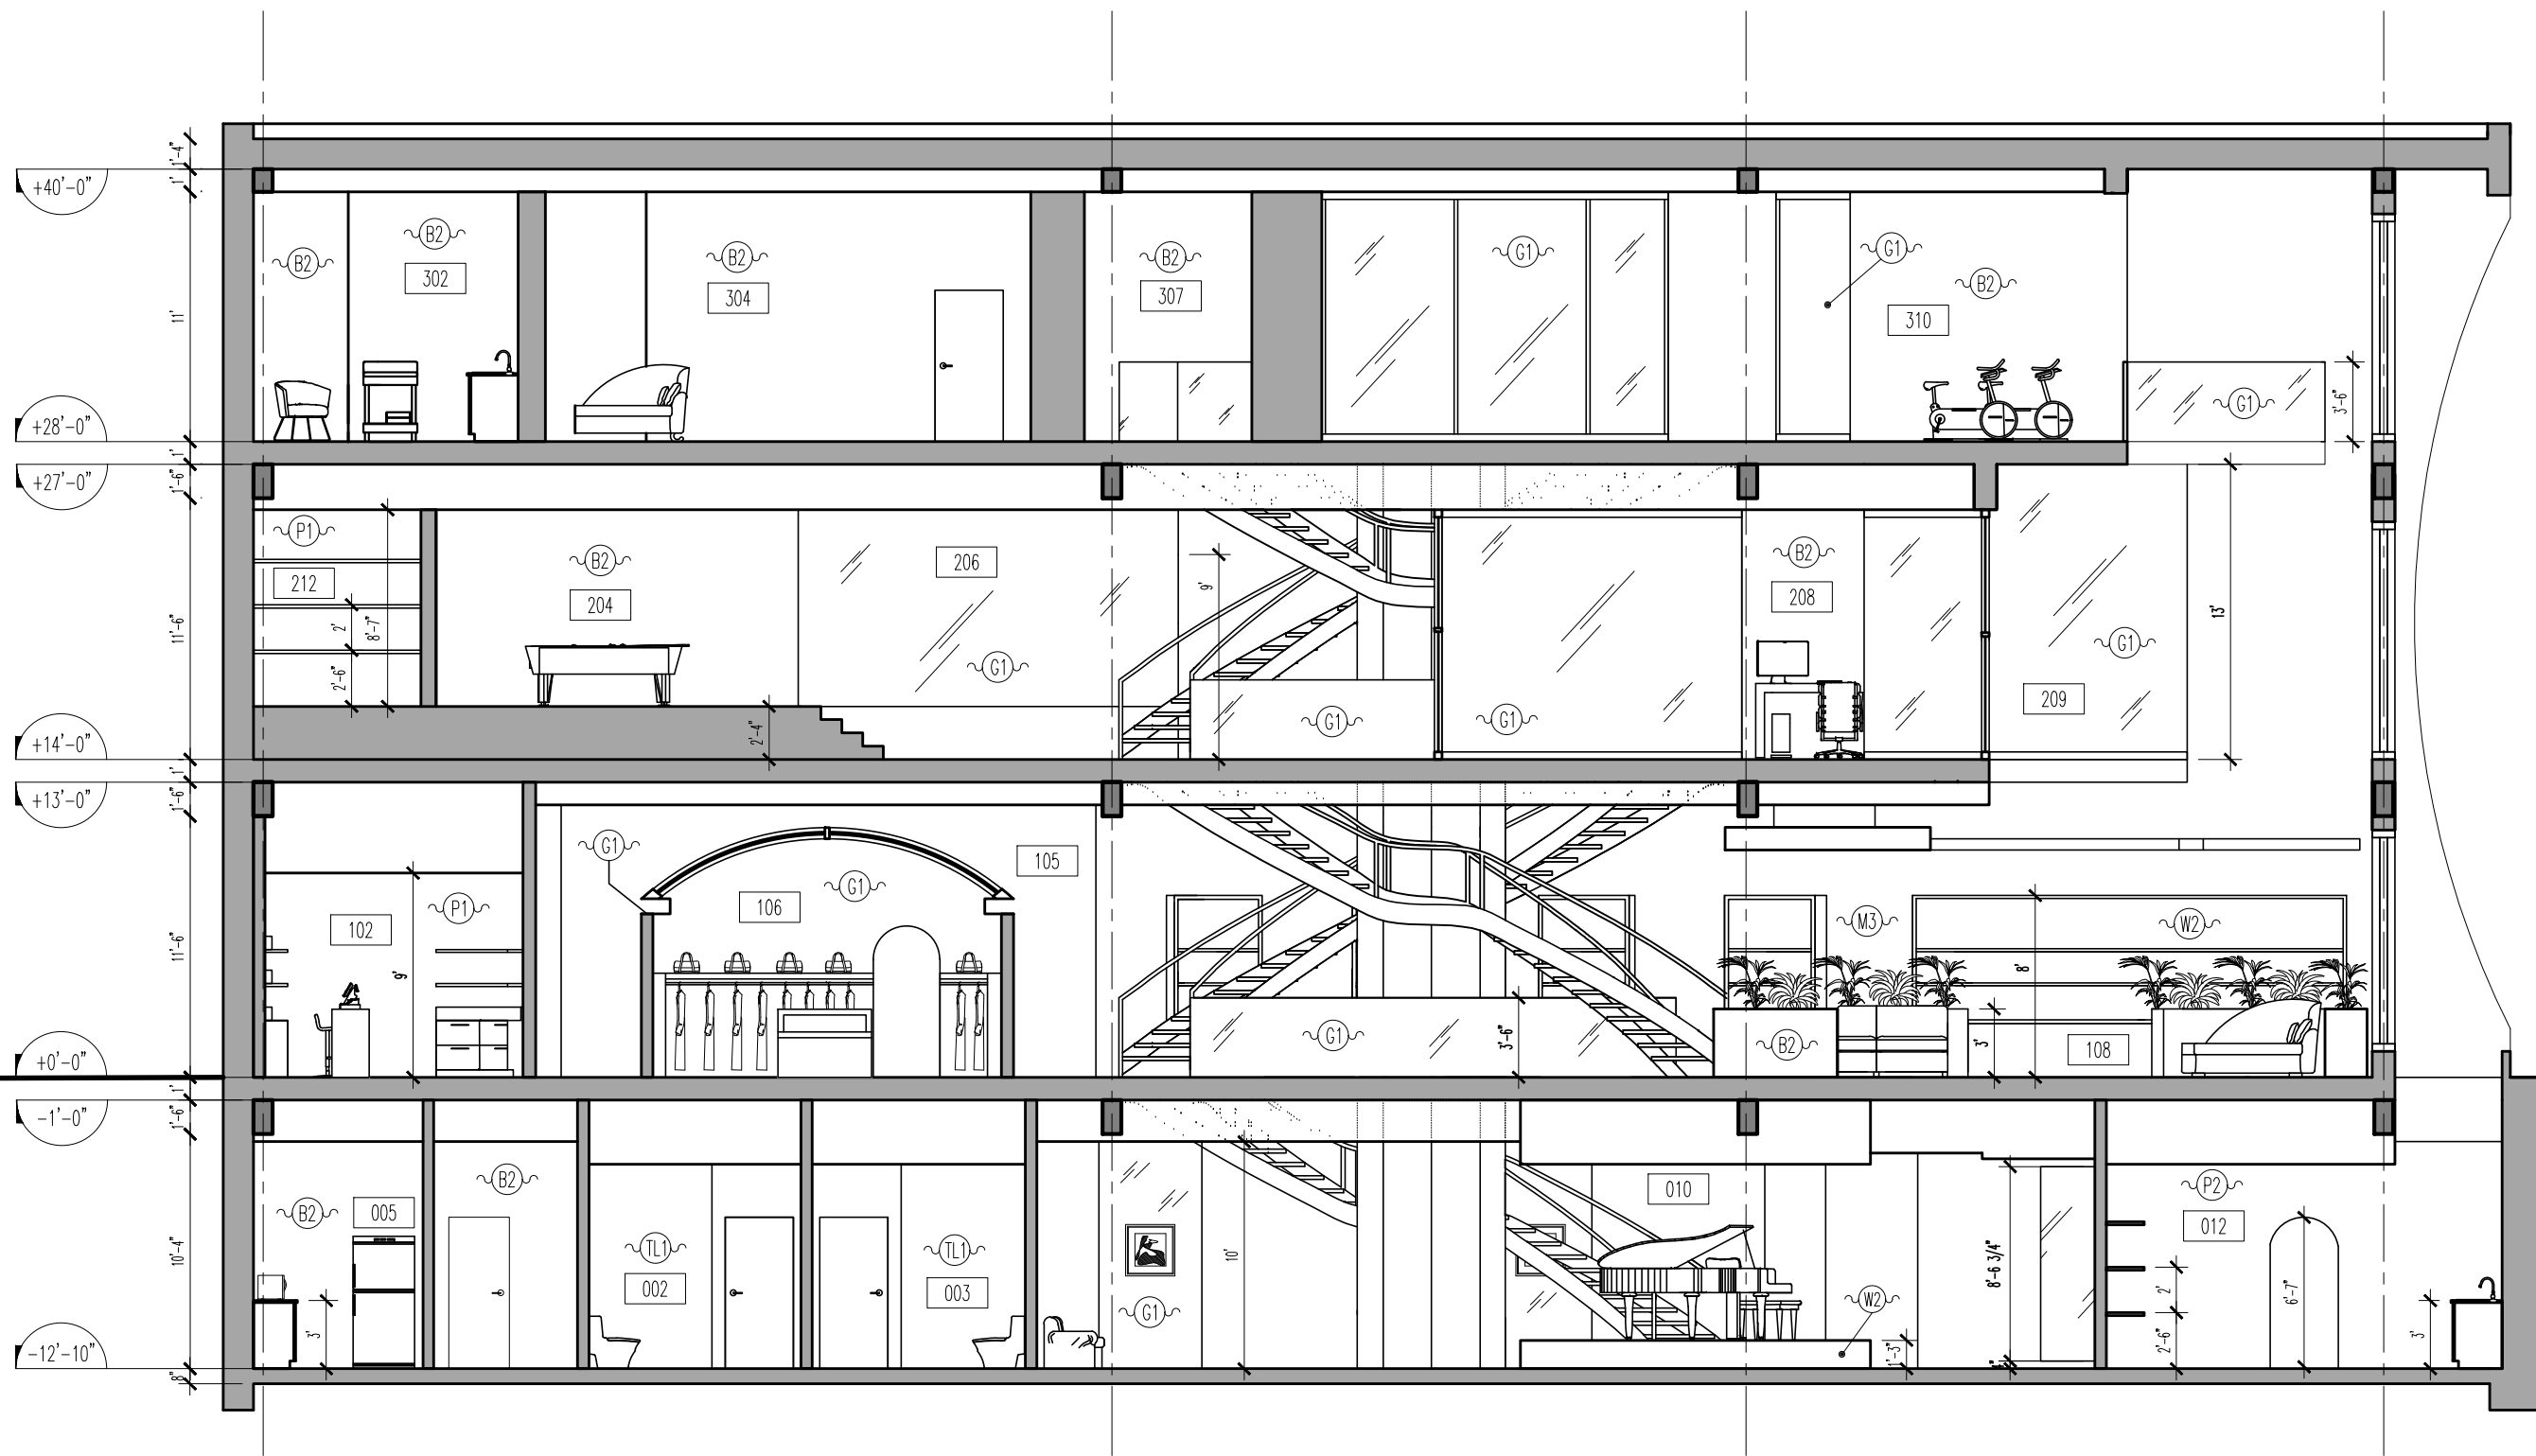 1'-4"
+40'-0"
1'
B2
B2
302
B2
304
B2
307
G1
G1
B2
310
11'
G1
3'-6"
+28'-0"
1'
+27'-0"
1'-6"
P1
212
B2
204
206
9'
B2
208
13'
11'-6"
2'
8'-7"
2'-6"
G1
G1
G1
G1
209
2'-4"
+14'-0"
1'
+13'-0"
1'-6"
G1
105
106
G1
P1
102
M3
W2
11'-6"
9'
8'
3'-6"
G1
B2
3'
108
+0'-0"
1'
-1'-0"
1'-6"
B2
005
B2
010
P2
012
TL1
002
TL1
003
10'
8'-6 3/4"
10'-4"
G1
W2
2'
6'-7"
3'
1'-3"
2'-6"
3'
-12'-10"
8"
4"